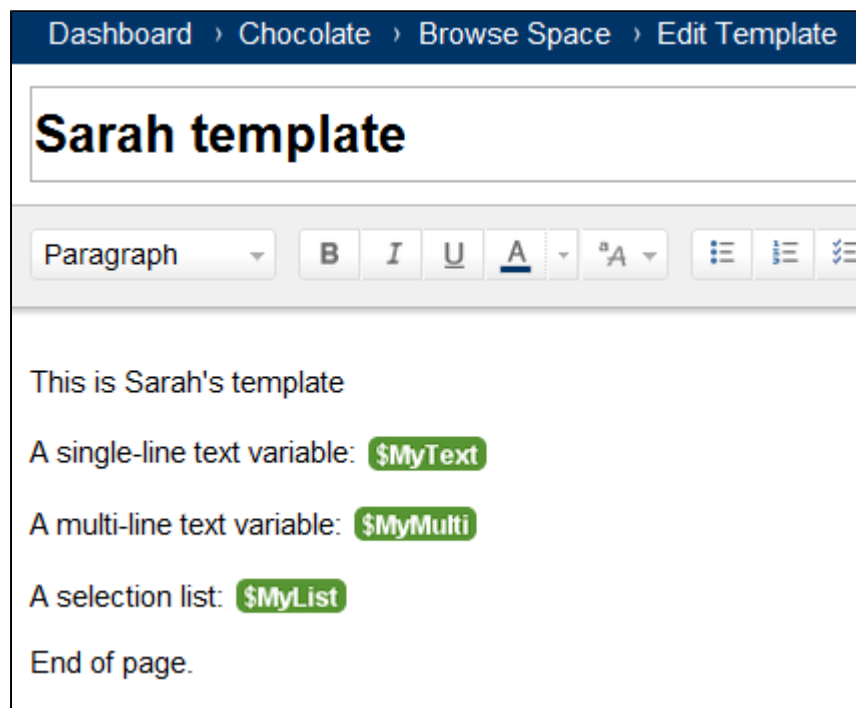 Dashboard › Chocolate › Browse Space › Edit Template
Sarah template
Paragraph B I U A ᵃA
This is Sarah's template
A single-line text variable: $MyText
A multi-line text variable: $MyMulti
A selection list: $MyList
End of page.